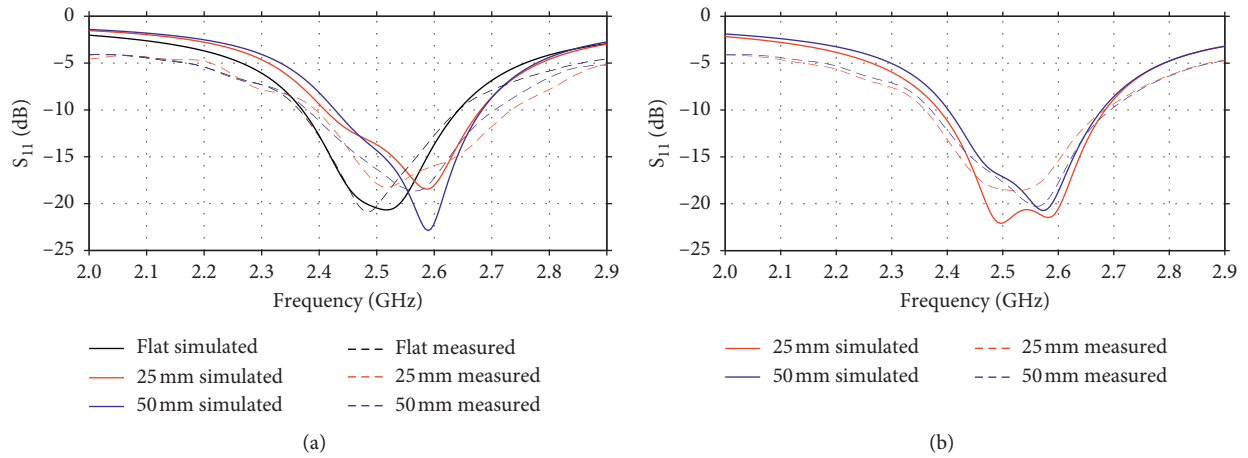 0
−5
−10
−15
−20
−25
S11 (dB)
2.0 2.1 2.2 2.3 2.4 2.5 2.6 2.7 2.8 2.9
Frequency (GHz)
Flat simulated
25 mm simulated
50 mm simulated
Flat measured
25 mm measured
50 mm measured
(a)
0
−5
−10
−15
−20
−25
S11 (dB)
2.0 2.1 2.2 2.3 2.4 2.5 2.6 2.7 2.8 2.9
Frequency (GHz)
25 mm simulated
50 mm simulated
25 mm measured
50 mm measured
(b)